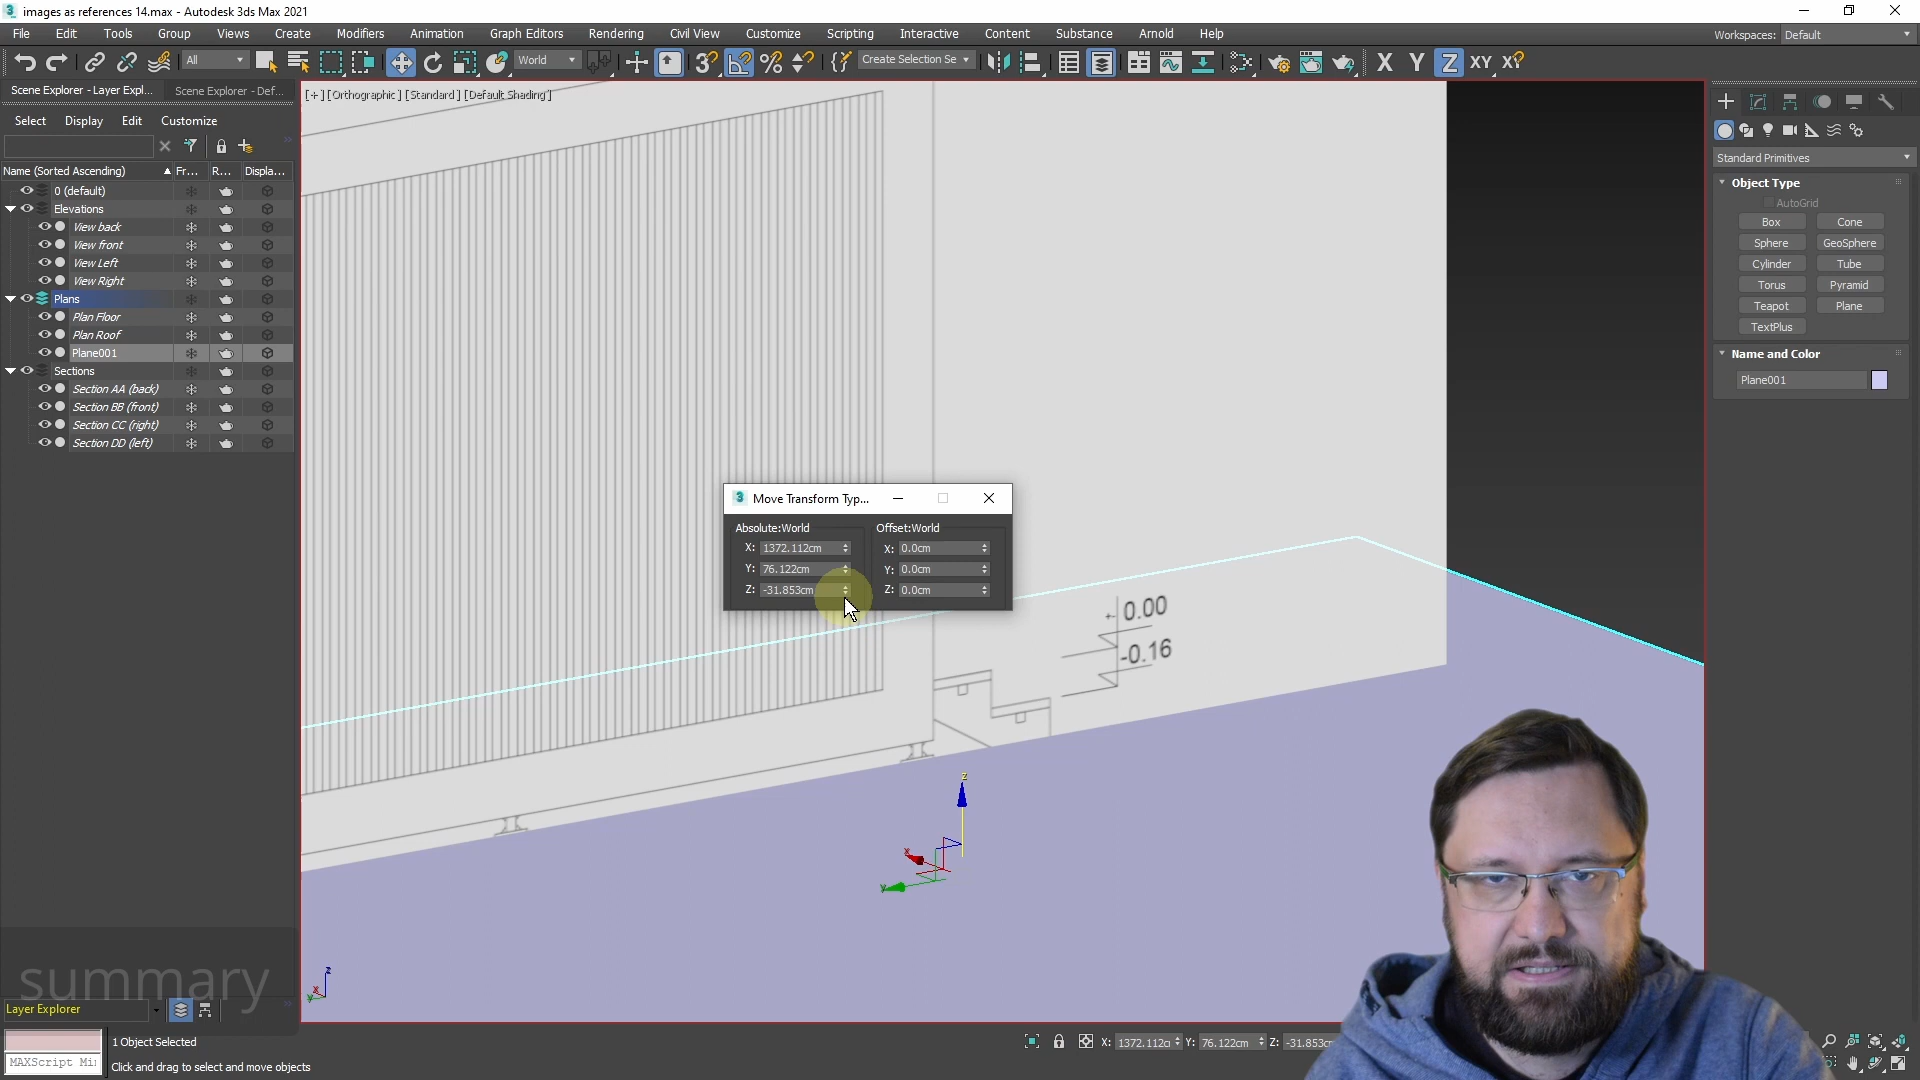 images as references 14.max - Autodesk 3ds Max 2021
File Edit Tools Group Views Create Modifiers Animation Graph Editors Rendering Civil View Customize Scripting Interactive Content Substance Arnold Help
Workspaces: Default
All World Create Selection Se X Y Z XY XY
Scene Explorer - Layer Expl... Scene Explorer - Def...
[+] [Orthographic] [Standard] [Default Shading]
Select Display Edit Customize
Name (Sorted Ascending) Fr... R... Displa...
0 (default)
Elevations
View back
View front
View Left
View Right
Plans
Plan Floor
Plan Roof
Plane001
Sections
Section AA (back)
Section BB (front)
Section CC (right)
Section DD (left)
Standard Primitives
Object Type
AutoGrid
Box Cone
Sphere GeoSphere
Cylinder Tube
Torus Pyramid
Teapot Plane
TextPlus
Name and Color
Plane001
Move Transform Typ...
Absolute:World Offset:World
X: 1372.112cm X: 0.0cm
Y: 76.122cm Y: 0.0cm
Z: -31.853cm Z: 0.0cm
+ 0.00
-0.16
z
x
y
z
x
y
summary
Layer Explorer
1 Object Selected
X: 1372.112c Y: 76.122cm Z: -31.853c
MAXScript Mi
Click and drag to select and move objects